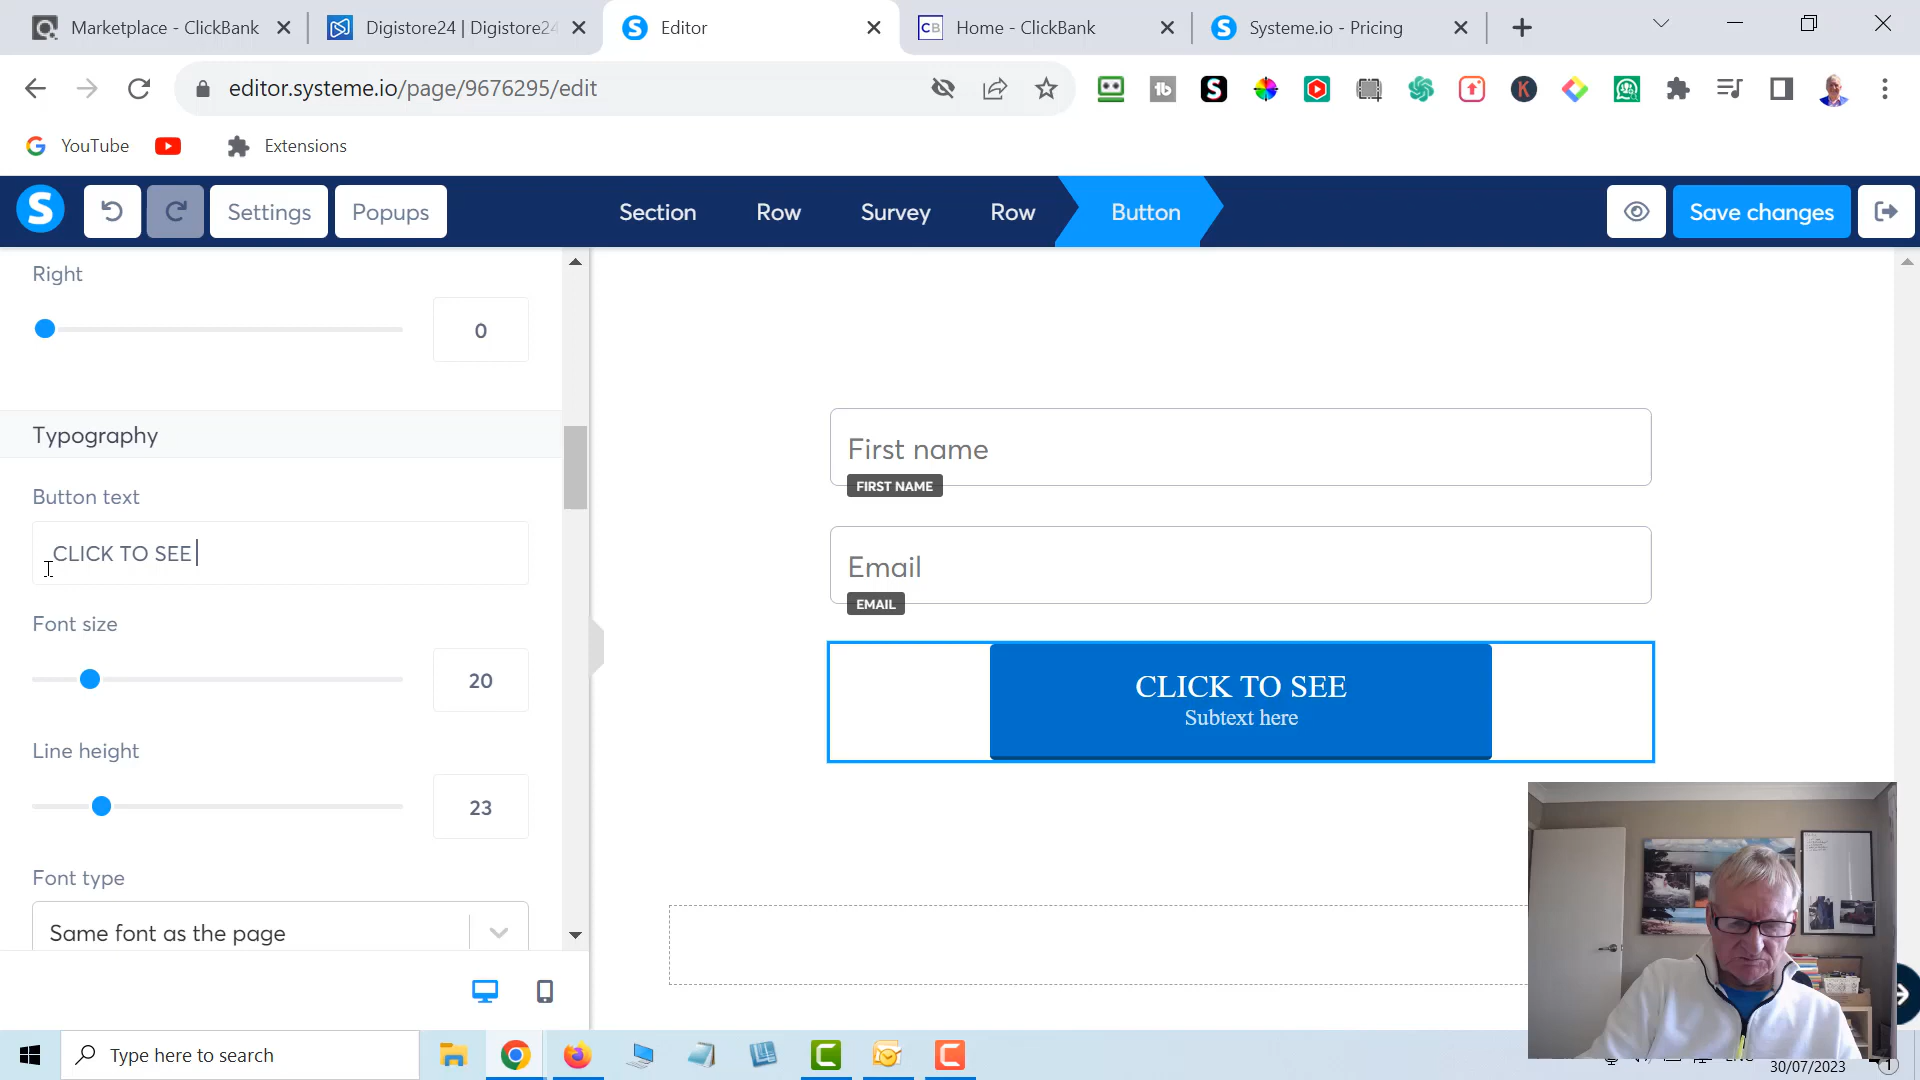 Marketplace - ClickBank
Digistore24 | Digistore24
Editor
CB
Home - ClickBank
Systeme.io - Pricing
editor.systeme.io/page/9676295/edit
YouTube
Extensions
Settings
Popups
Section
Row
Survey
Row
Button
Save changes
Right
0
Typography
Button text
CLICK TO SEE
Font size
20
Line height
23
Font type
Same font as the page
First name
FIRST NAME
Email
EMAIL
CLICK TO SEE
Subtext here
Type here to search
30/07/2023
1